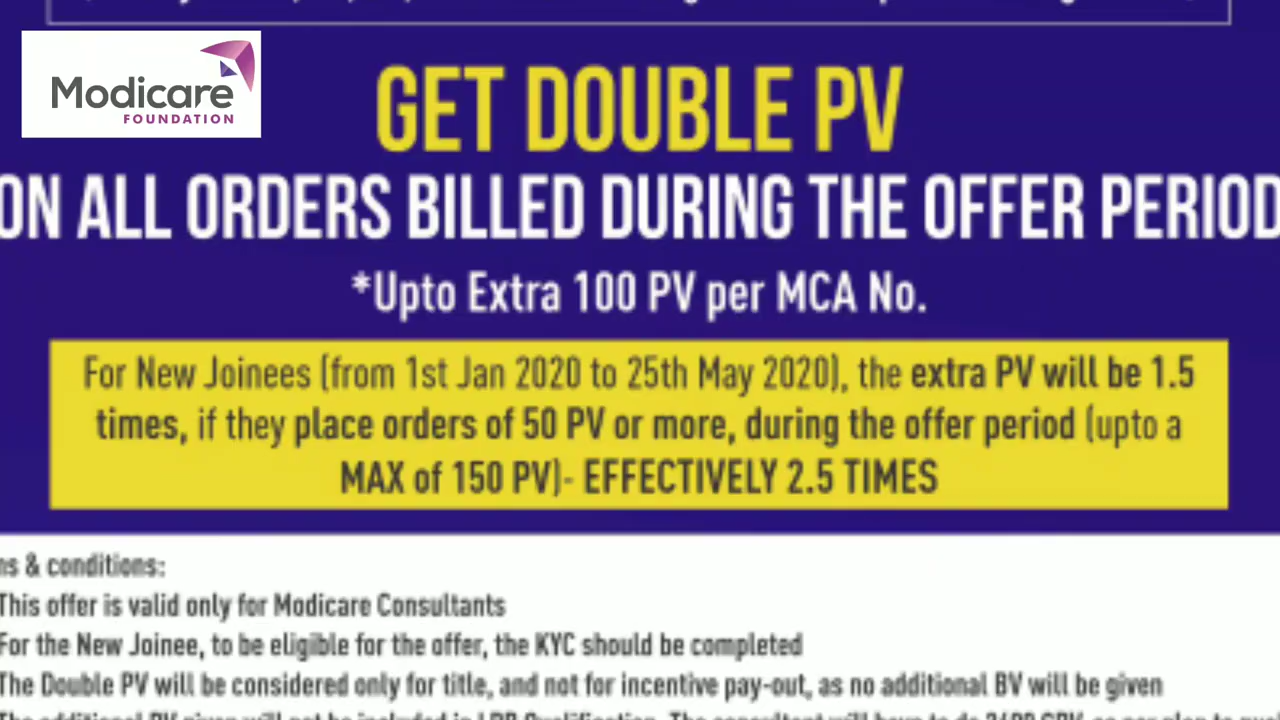 Modicare
FOUNDATION
GET DOUBLE PV
ON ALL ORDERS BILLED DURING THE OFFER PERIOD
*Upto Extra 100 PV per MCA No.
For New Joinees (from 1st Jan 2020 to 25th May 2020), the extra PV will be 1.5
times, if they place orders of 50 PV or more, during the offer period (upto a
MAX of 150 PV)- EFFECTIVELY 2.5 TIMES
ns & conditions:
This offer is valid only for Modicare Consultants
For the New Joinee, to be eligible for the offer, the KYC should be completed
The Double PV will be considered only for title, and not for incentive pay-out, as no additional BV will be given